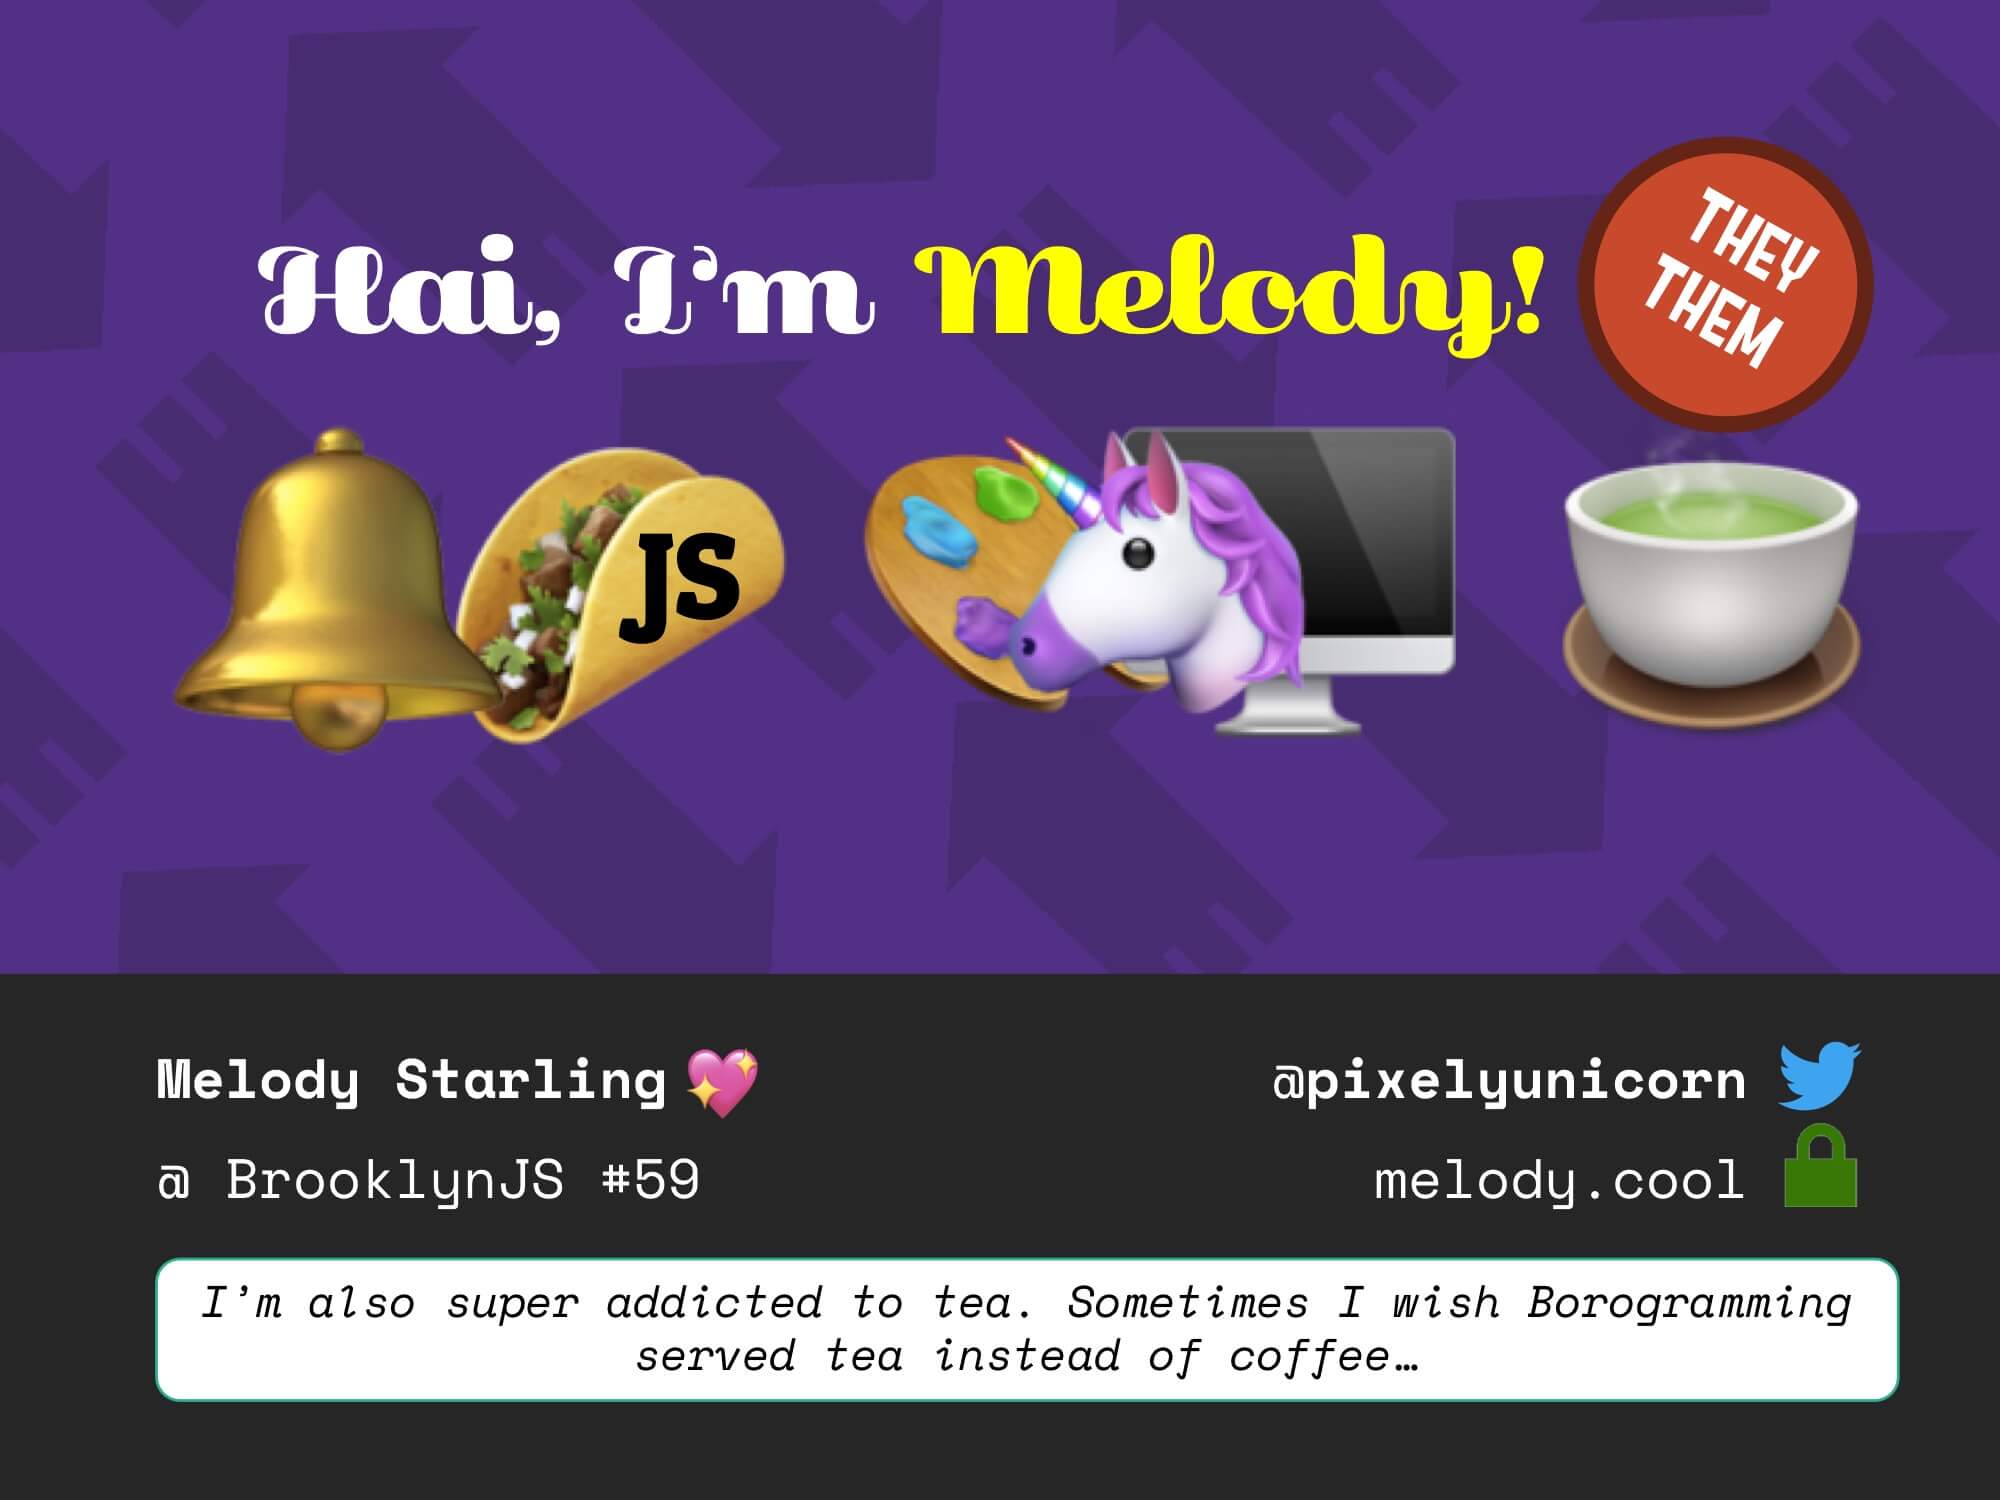 Hai, I'm Melody!
THEY
THEM
JS
Melody Starling
@pixelyunicorn
@ BrooklynJS #59
melody.cool
I'm also super addicted to tea. Sometimes I wish Borogramming
served tea instead of coffee…